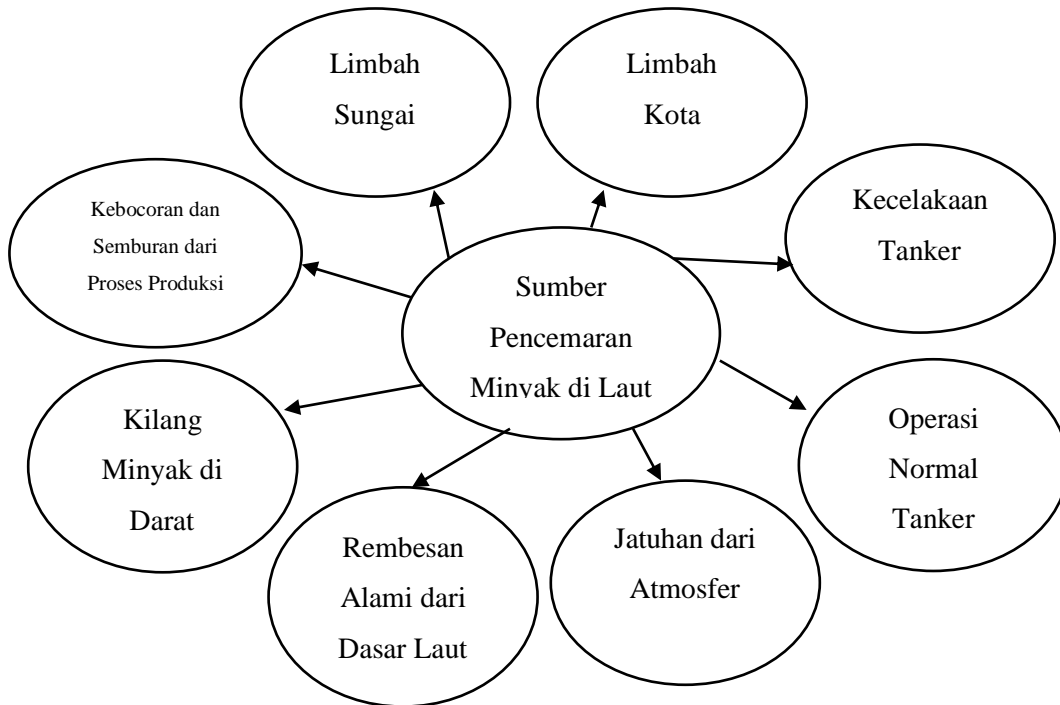 Limbah
Sungai
Limbah
Kota
Kebocoran dan
Semburan dari
Proses Produksi
Kecelakaan
Tanker
Sumber
Pencemaran
Minyak di Laut
Kilang
Minyak di
Darat
Operasi
Normal
Tanker
Rembesan
Alami dari
Dasar Laut
Jatuhan dari
Atmosfer